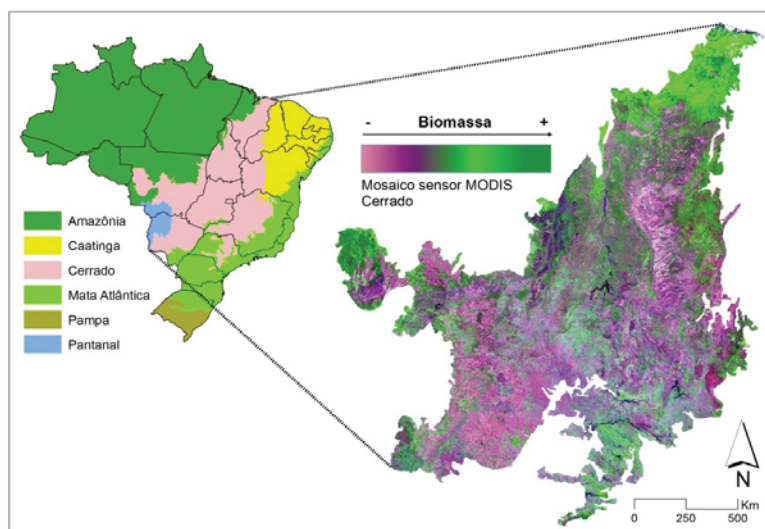 - Biomassa +
Mosaico sensor MODIS
Cerrado
Amazônia
Caatinga
Cerrado
Mata Atlântica
Pampa
Pantanal
N
0 250 500 Km